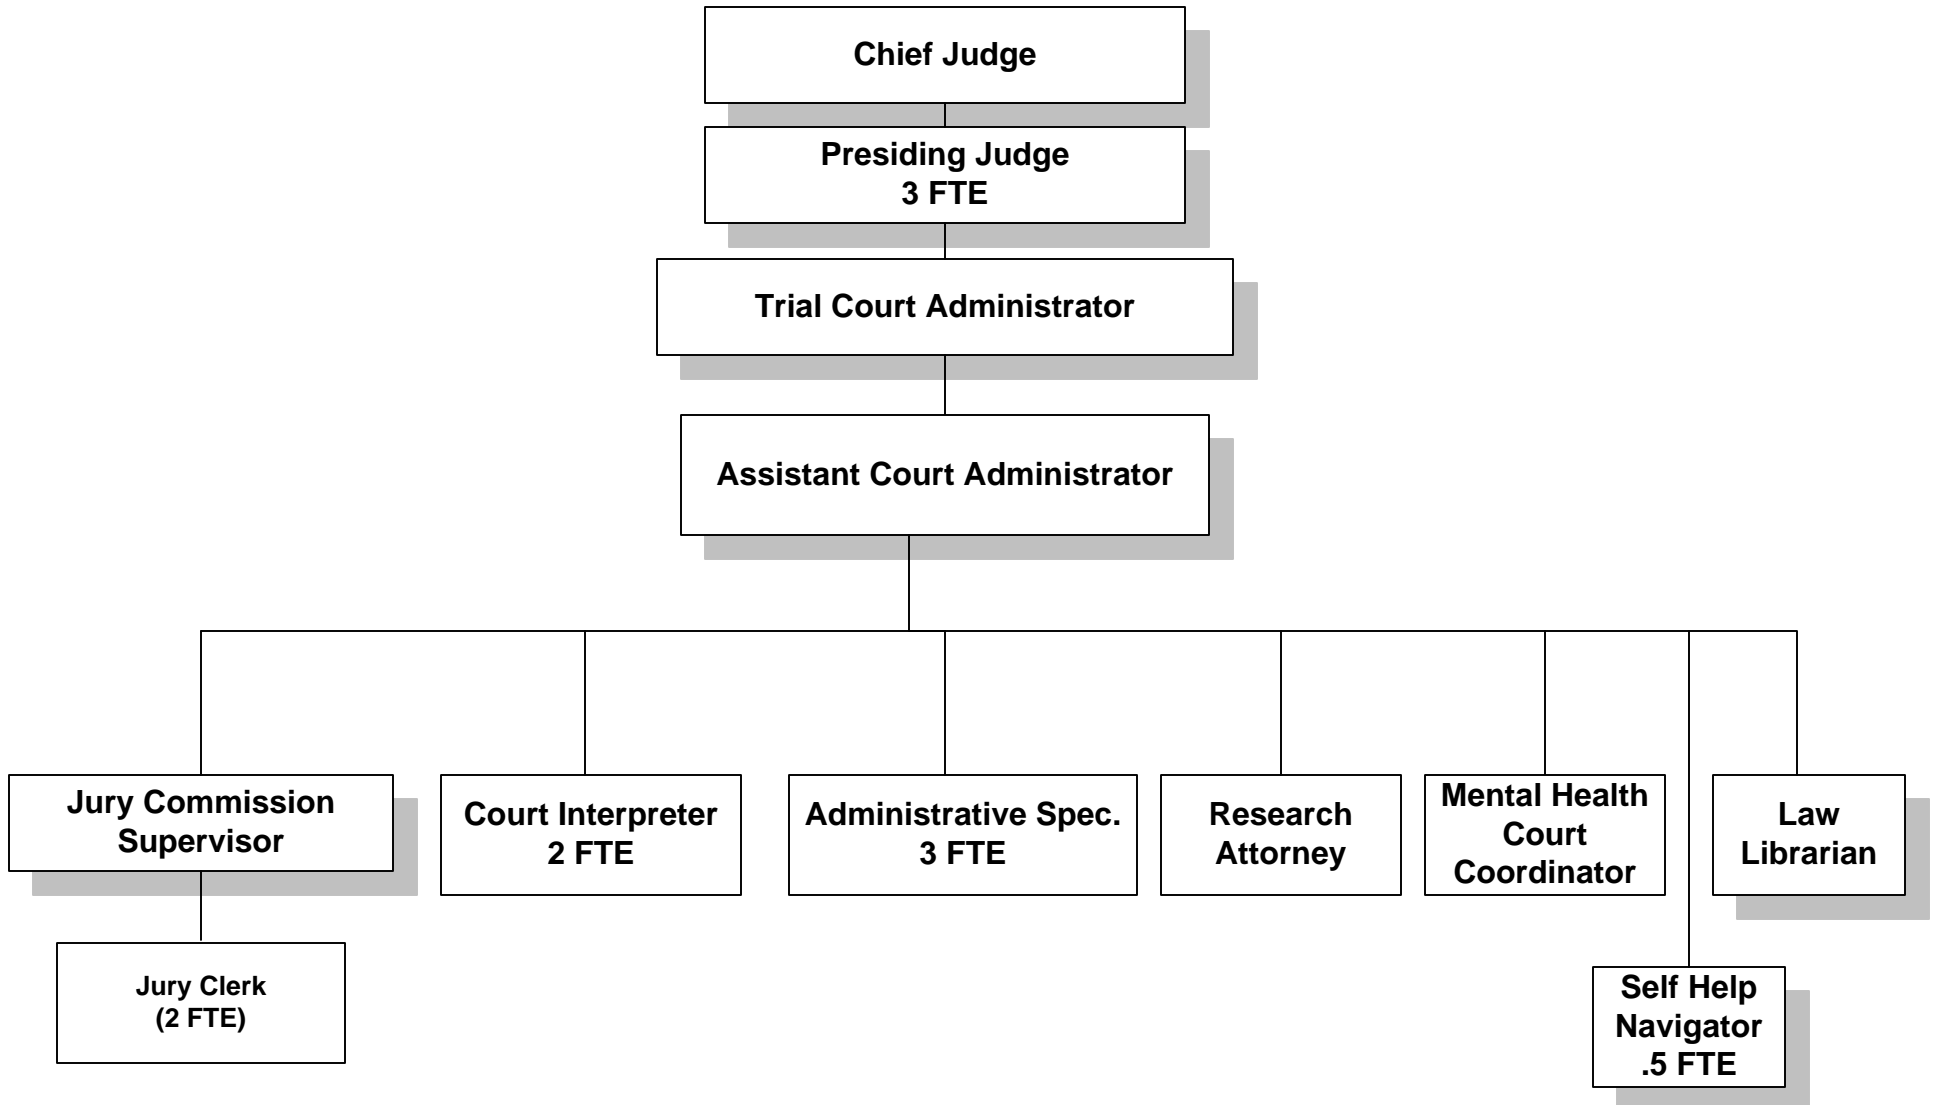 Chief Judge
Presiding Judge
3 FTE
Trial Court Administrator
Assistant Court Administrator
Jury Commission
Supervisor
Court Interpreter
2 FTE
Administrative Spec.
3 FTE
Research
Attorney
Mental Health
Court
Coordinator
Law
Librarian
Jury Clerk
(2 FTE)
Self Help
Navigator
.5 FTE